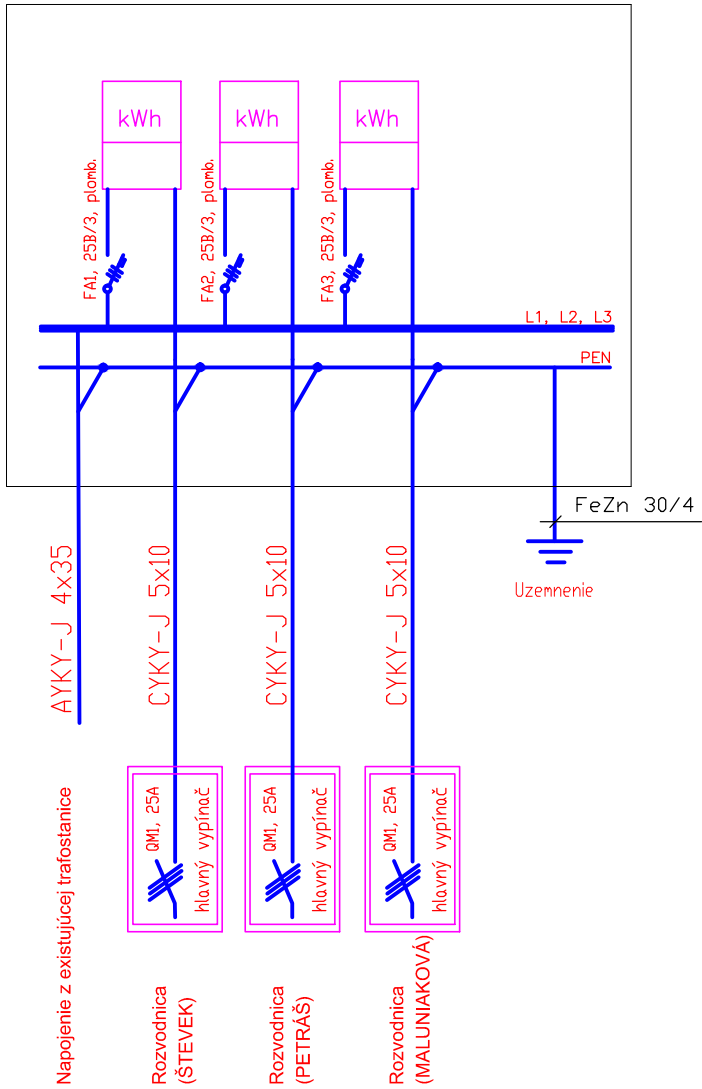 kWh
kWh
kWh
FA1, 25B/3, plomb.
FA2, 25B/3, plomb.
FA3, 25B/3, plomb.
L1, L2, L3
PEN
FeZn 30/4
Uzemnenie
AYKY-J 4x35
CYKY-J 5x10
CYKY-J 5x10
CYKY-J 5x10
QM1, 25A
hlavný vypínač
QM1, 25A
hlavný vypínač
QM1, 25A
hlavný vypínač
Napojenie z existujúcej trafostanice
Rozvodnica
(ŠTEVEK)
Rozvodnica
(PETRÁŠ)
Rozvodnica
(MALUNIAKOVÁ)